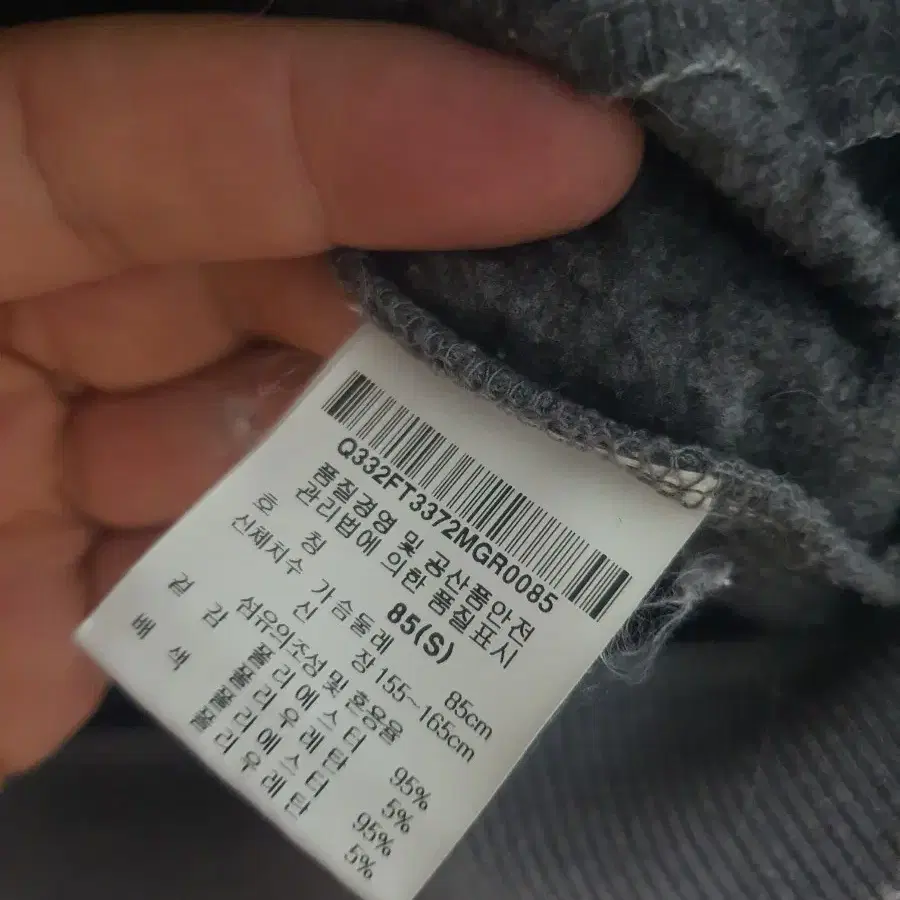 Q332FT3372MGR0085
품질경영 및 공산품안전
관리법에 의한 품질표시
호 칭 85(S)
신체지수 가슴둘레 85cm
신 장 155~165cm
섬유의조성 및 혼용율
겉 감 폴리에스터 95%
폴리우레탄 5%
배 색 폴리에스터 95%
폴리우레탄 5%